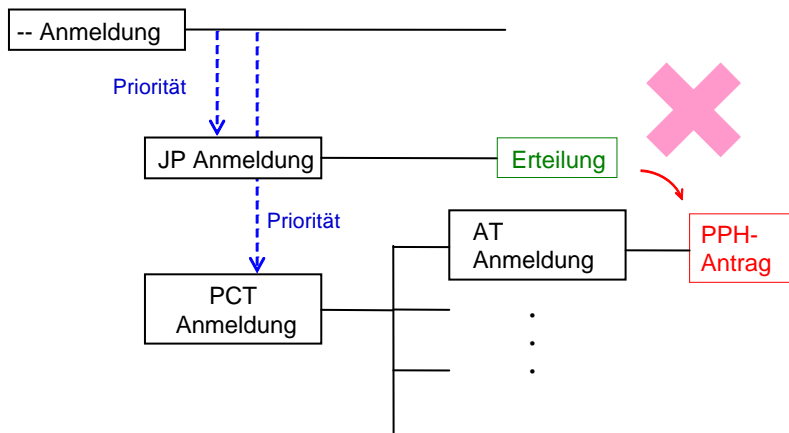 -- Anmeldung
Priorität
JP Anmeldung
Erteilung
Priorität
AT
Anmeldung
PPH-
Antrag
PCT
Anmeldung